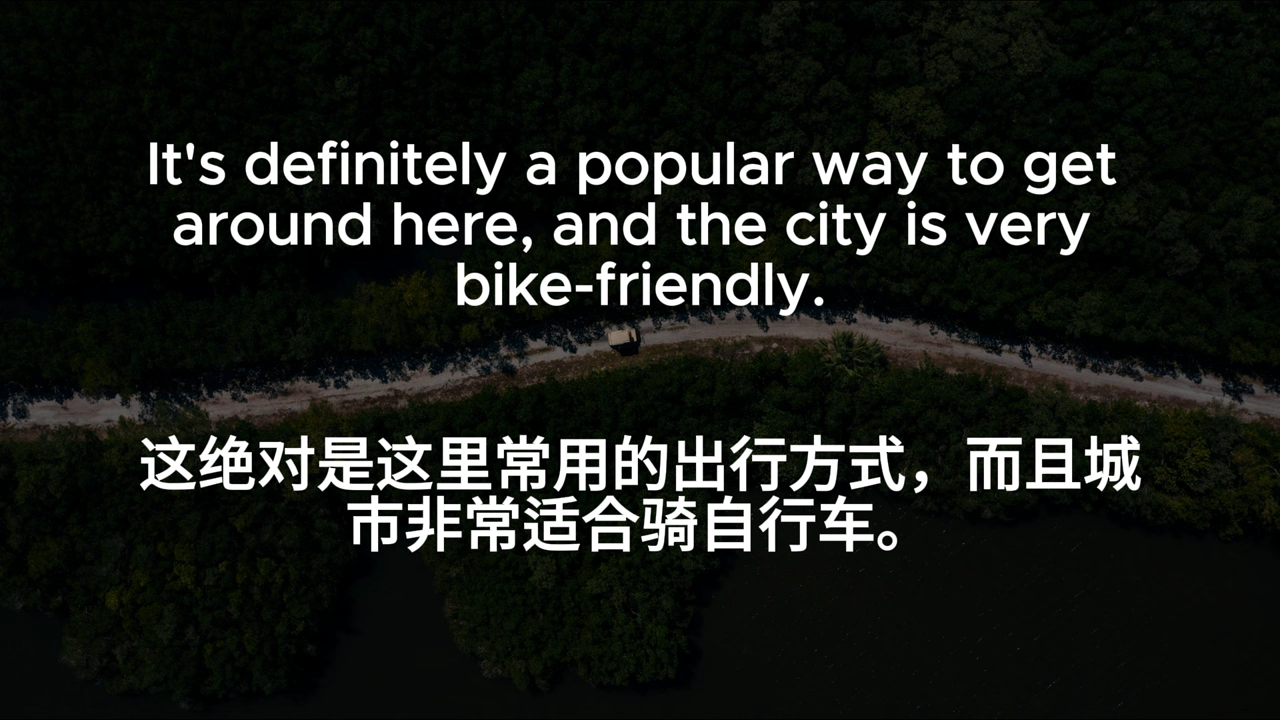 It's definitely a popular way to get
around here, and the city is very
bike-friendly.
这绝对是这里常用的出行方式，而且城
市非常适合骑自行车。